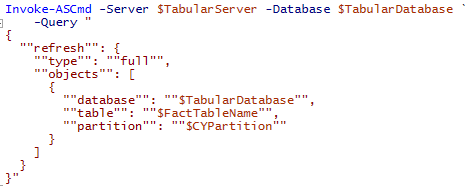 Invoke-ASCmd -Server $TabularServer -Database $TabularDatabase `
-Query "
{
""refresh"": {
""type"": ""full"",
""objects"": [
{
""database"": ""$TabularDatabase"",
""table"": ""$FactTableName"",
""partition"": ""$CYPartition""
}
]
}
}"